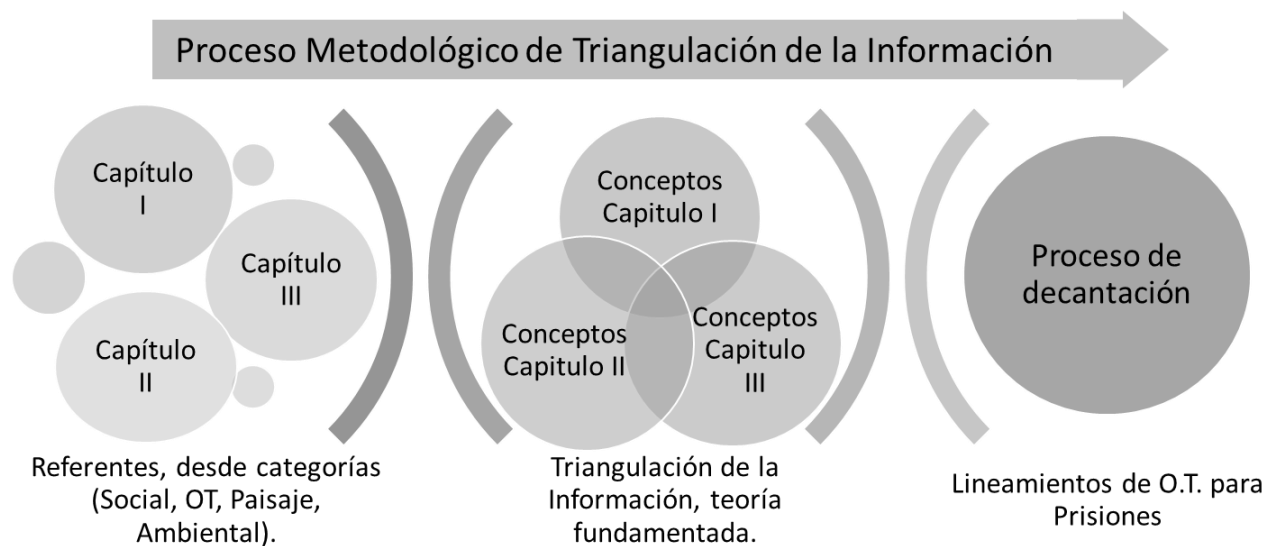 Proceso Metodológico de Triangulación de la Información
Capítulo
I
Capítulo
III
Capítulo
II
Referentes, desde categorías
(Social, OT, Paisaje,
Ambiental).
Conceptos
Capitulo I
Conceptos
Capitulo II
Conceptos
Capitulo
III
Triangulación de la
Información, teoría
fundamentada.
Proceso de
decantación
Lineamientos de O.T. para
Prisiones